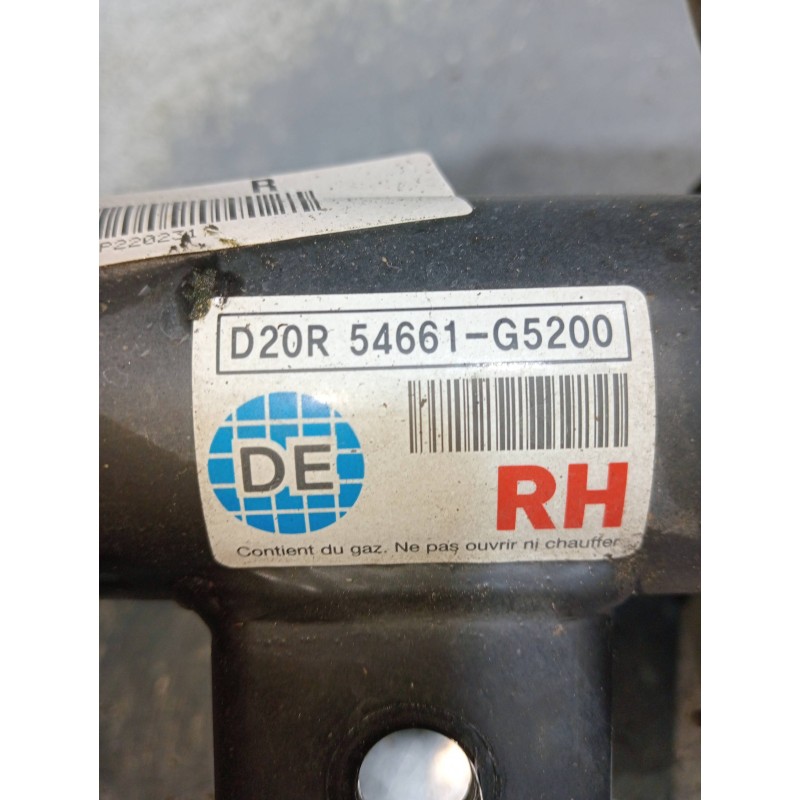 R
P220231
D20R 54661-G5200
DE
RH
Contient du gaz. Ne pas ouvrir ni chauffer